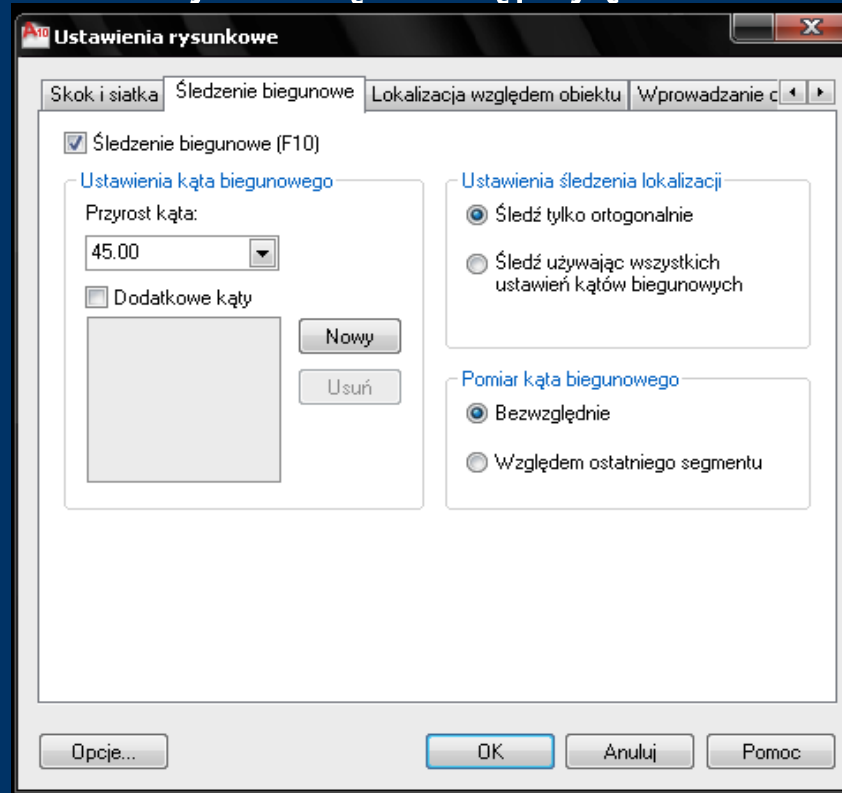 Ustawienia rysunkowe
Skok i siatka Śledzenie biegunowe Lokalizacja względem obiektu Wprowadzanie
Śledzenie biegunowe (F10)
Ustawienia kąta biegunowego
Przyrost kąta:
45.00
Dodatkowe kąty
Nowy
Usuń
Ustawienia śledzenia lokalizacji
Śledź tylko ortogonalnie
Śledź używając wszystkich
ustawień kątów biegunowych
Pomiar kąta biegunowego
Bezwzględnie
Względem ostatniego segmentu
Opcje... OK Anuluj Pomoc